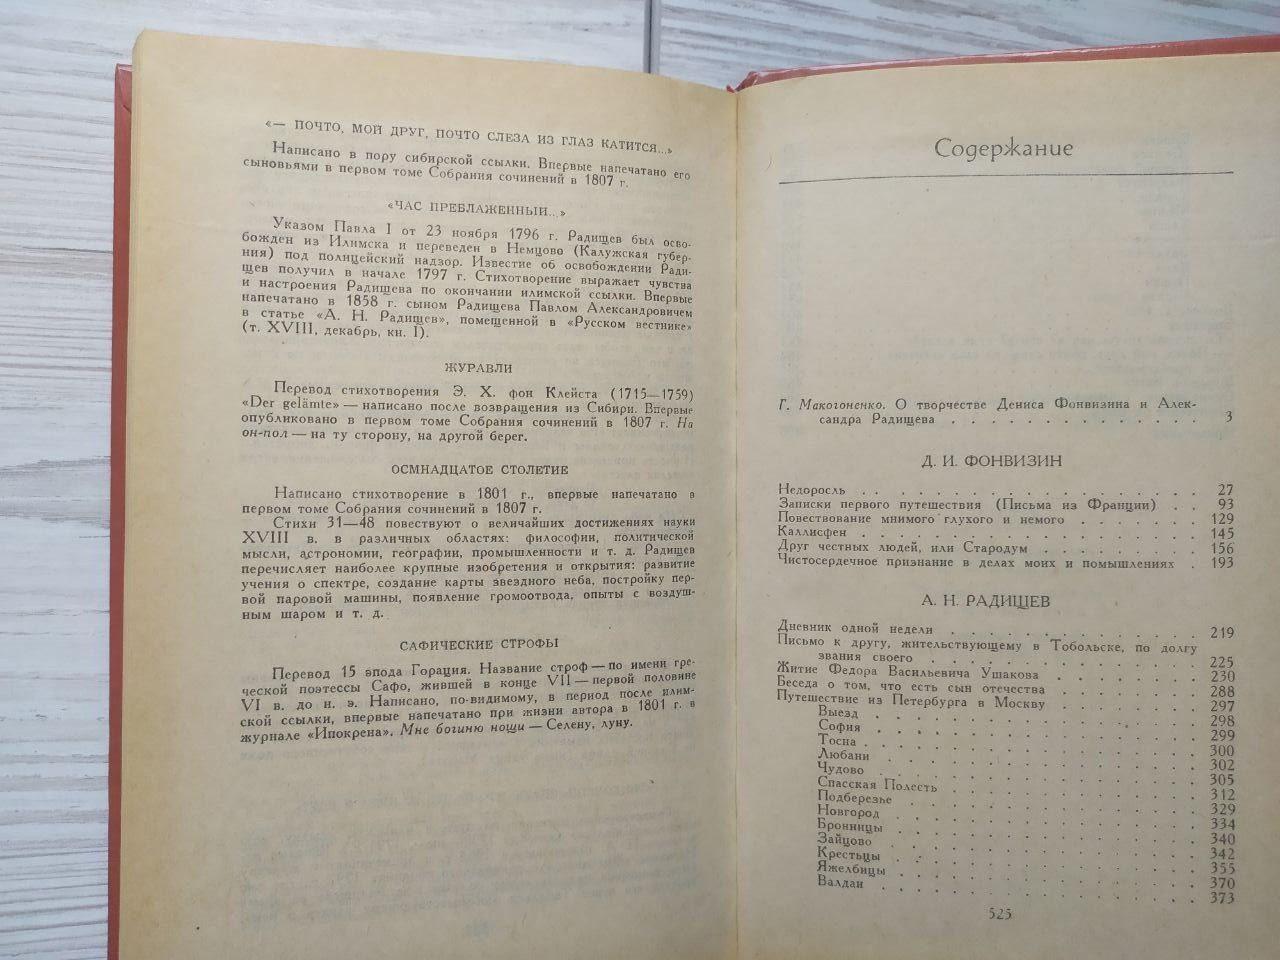 «— ПОЧТО, МОЙ ДРУГ, ПОЧТО СЛЕЗА ИЗ ГЛАЗ КАТИТСЯ...»
Написано в пору сибирской ссылки. Впервые напечатано его
сыновьями в первом томе Собрания сочинений в 1807 г.
«ЧАС ПРЕБЛАЖЕННЫЙ...»
Указом Павла I от 23 ноября 1796 г. Радищев был осво-
божден из Илимска и переведен в Немцово (Калужская губер-
ния) под полицейский надзор. Известие об освобождении Ради-
щев получил в начале 1797 г. Стихотворение выражает чувства
и настроения Радищева по окончании илимской ссылки. Впервые
напечатано в 1858 г. сыном Радищева Павлом Александровичем
в статье «А. Н. Радищев», помещенной в «Русском вестнике»
(т. XVIII, декабрь, кн. I).
ЖУРАВЛИ
Перевод стихотворения Э. Х. фон Клейста (1715—1759)
«Der gelämte» — написано после возвращения из Сибири. Впервые
опубликовано в первом томе Собрания сочинений в 1807 г. На
он-пол — на ту сторону, на другой берег.
ОСМНАДЦАТОЕ СТОЛЕТИЕ
Написано стихотворение в 1801 г., впервые напечатано в
первом томе Собрания сочинений в 1807 г.
Стихи 31—48 повествуют о величайших достижениях науки
XVIII в. в различных областях: философии, политической
мысли, астрономии, географии, промышленности и т. д. Радищев
перечисляет наиболее крупные изобретения и открытия: развитие
учения о спектре, создание карты звездного неба, постройку пер-
вой паровой машины, появление громоотвода, опыты с воздуш-
ным шаром и т. д.
САФИЧЕСКИЕ СТРОФЫ
Перевод 15 эпода Горация. Название строф — по имени гре-
ческой поэтессы Сафо, жившей в конце VII — первой половине
VI в. до н. э. Написано, по-видимому, в период после илим-
ской ссылки, впервые напечатано при жизни автора в 1801 г. в
журнале «Ипокрена». Мне богиню нощи — Селену, луну.
Содержание
Г. Макогоненко. О творчестве Дениса Фонвизина и Алек-
сандра Радищева . . . . . . . . . . . . . . 3
Д. И. ФОНВИЗИН
Недоросль . . . . . . . . . . . . . . . . . 27
Записки первого путешествия (Письма из Франции) . . 93
Повествование мнимого глухого и немого . . . . . . . 129
Каллисфен . . . . . . . . . . . . . . . . . 145
Друг честных людей, или Стародум . . . . . . . . . 156
Чистосердечное признание в делах моих и помышлениях . 193
А. Н. РАДИЩЕВ
Дневник одной недели . . . . . . . . . . . . . 219
Письмо к другу, жительствующему в Тобольске, по долгу
звания своего . . . . . . . . . . . . . . 225
Житие Федора Васильевича Ушакова . . . . . . . . 230
Беседа о том, что есть сын отечества . . . . . . . . 288
Путешествие из Петербурга в Москву . . . . . . . . 297
Выезд . . . . . . . . . . . . . . . . 298
София . . . . . . . . . . . . . . . . 299
Тосна . . . . . . . . . . . . . . . . 300
Любани . . . . . . . . . . . . . . . . 302
Чудово . . . . . . . . . . . . . . . . 305
Спасская Полесть . . . . . . . . . . . . 312
Подберезье . . . . . . . . . . . . . . 329
Новгород . . . . . . . . . . . . . . . 334
Бронницы . . . . . . . . . . . . . . . 340
Зайцово . . . . . . . . . . . . . . . 342
Крестьцы . . . . . . . . . . . . . . . 355
Яжелбицы . . . . . . . . . . . . . . . 370
Валдаи . . . . . . . . . . . . . . . . 373
525